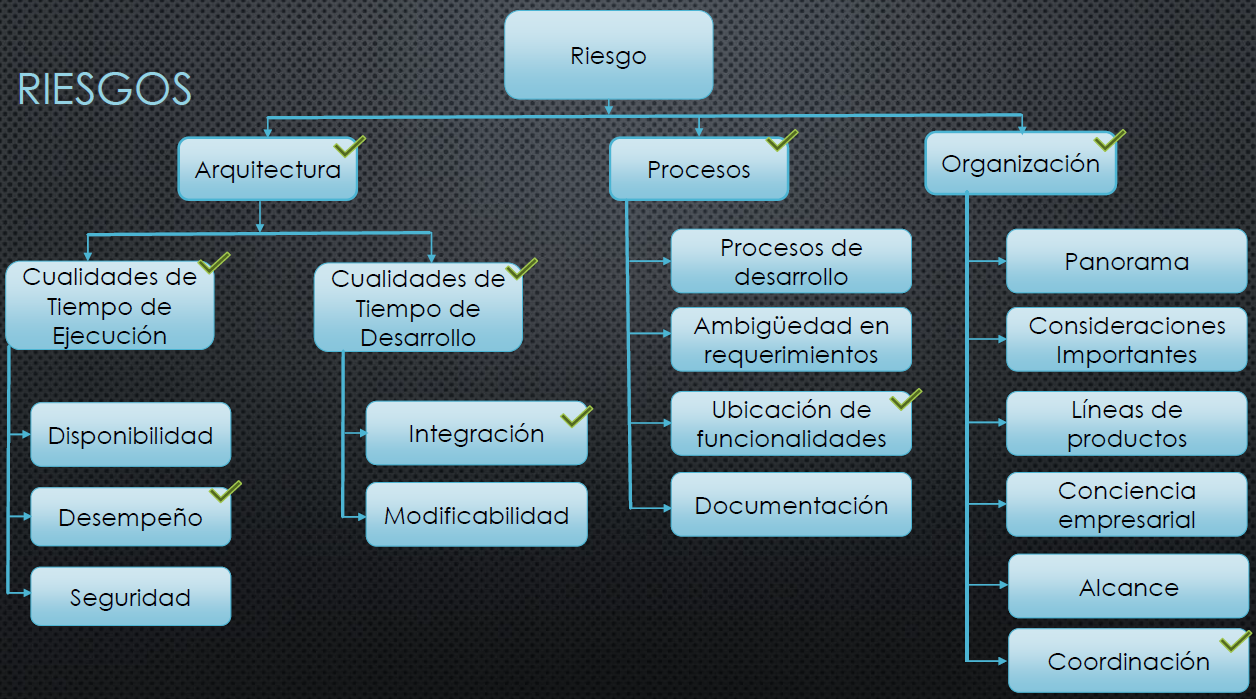 RIESGOS
Riesgo
Arquitectura
Procesos
Organización
Cualidades de
Tiempo de
Ejecución
Cualidades de
Tiempo de
Desarrollo
Disponibilidad
Desempeño
Seguridad
Integración
Modificabilidad
Procesos de
desarrollo
Ambigüedad en
requerimientos
Ubicación de
funcionalidades
Documentación
Panorama
Consideraciones
Importantes
Líneas de
productos
Conciencia
empresarial
Alcance
Coordinación